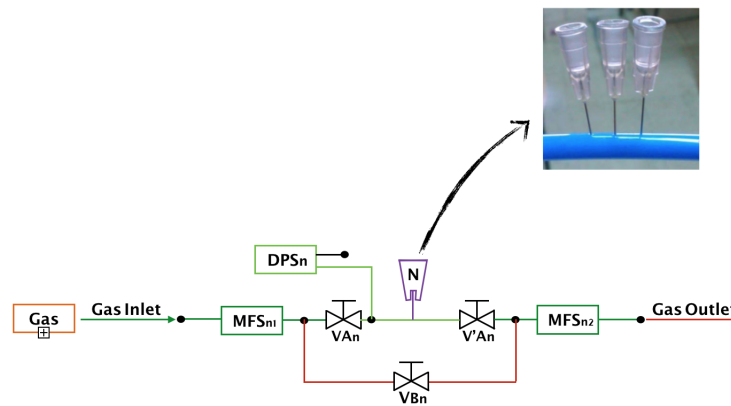 DPSn
N
Gas
Gas Inlet
MFSn1
VAn
V'An
MFSn2
Gas Outlet
VBn